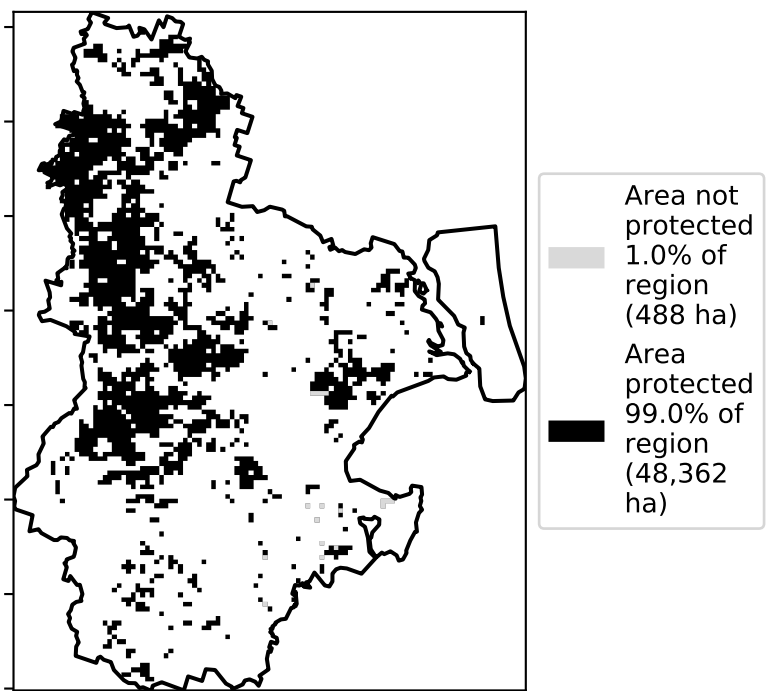 Area not
protected
1.0% of
region
(488 ha)
Area
protected
99.0% of
region
(48,362
ha)